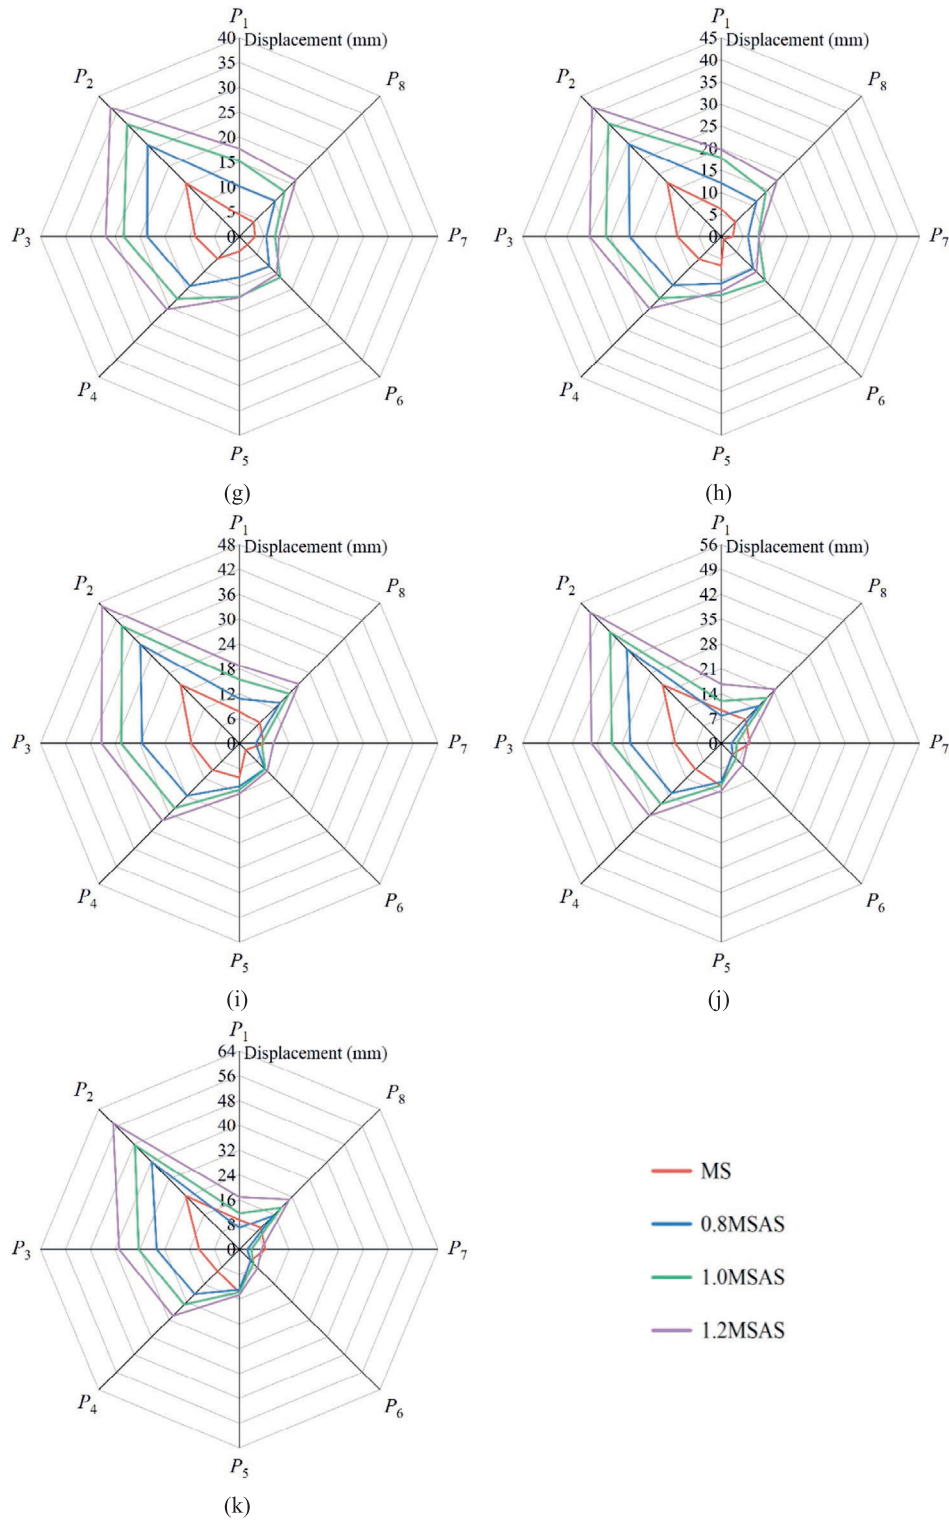 P1
40 Displacement (mm)
35
30
25
20
15
10
5
0
P2
P3
P4
P5
P6
P7
P8
(g)
P1
45 Displacement (mm)
40
35
30
25
20
15
10
5
0
P2
P3
P4
P5
P6
P7
P8
(h)
P1
48 Displacement (mm)
42
36
30
24
18
12
6
0
P2
P3
P4
P5
P6
P7
P8
(i)
P1
56 Displacement (mm)
49
42
35
28
21
14
7
0
P2
P3
P4
P5
P6
P7
P8
(j)
P1
64 Displacement (mm)
56
48
40
32
24
16
8
0
P2
P3
P4
P5
P6
P7
P8
(k)
MS
0.8MSAS
1.0MSAS
1.2MSAS